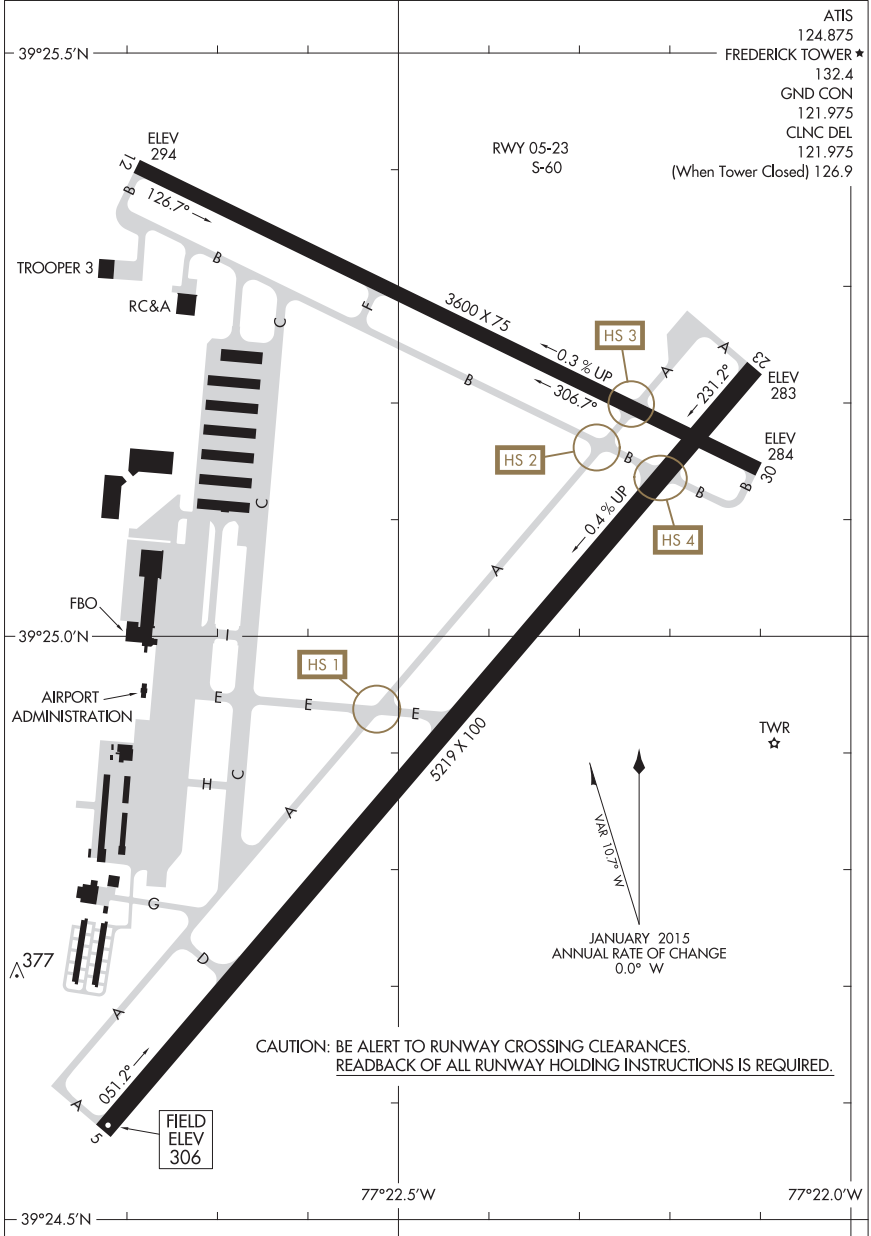 ATIS
124.875
FREDERICK TOWER ★
132.4
GND CON
121.975
CLNC DEL
121.975
(When Tower Closed) 126.9
39°25.5'N
ELEV
294
12
RWY 05-23
S-60
B
126.7°
B
TROOPER 3
RC&A
C
F
3600 X 75
HS 3
A
A
23
0.3 % UP
306.7°
231.2°
ELEV
283
B
HS 2
B
ELEV
284
30
B
B
C
0.4 % UP
HS 4
A
FBO
39°25.0'N
I
HS 1
E
E
E
AIRPORT
ADMINISTRATION
5219 X 100
TWR
H
C
A
VAR 10.7° W
G
D
JANUARY 2015
ANNUAL RATE OF CHANGE
0.0° W
377
A
CAUTION: BE ALERT TO RUNWAY CROSSING CLEARANCES.
READBACK OF ALL RUNWAY HOLDING INSTRUCTIONS IS REQUIRED.
051.2°
A
5
FIELD
ELEV
306
77°22.5'W
77°22.0'W
39°24.5'N